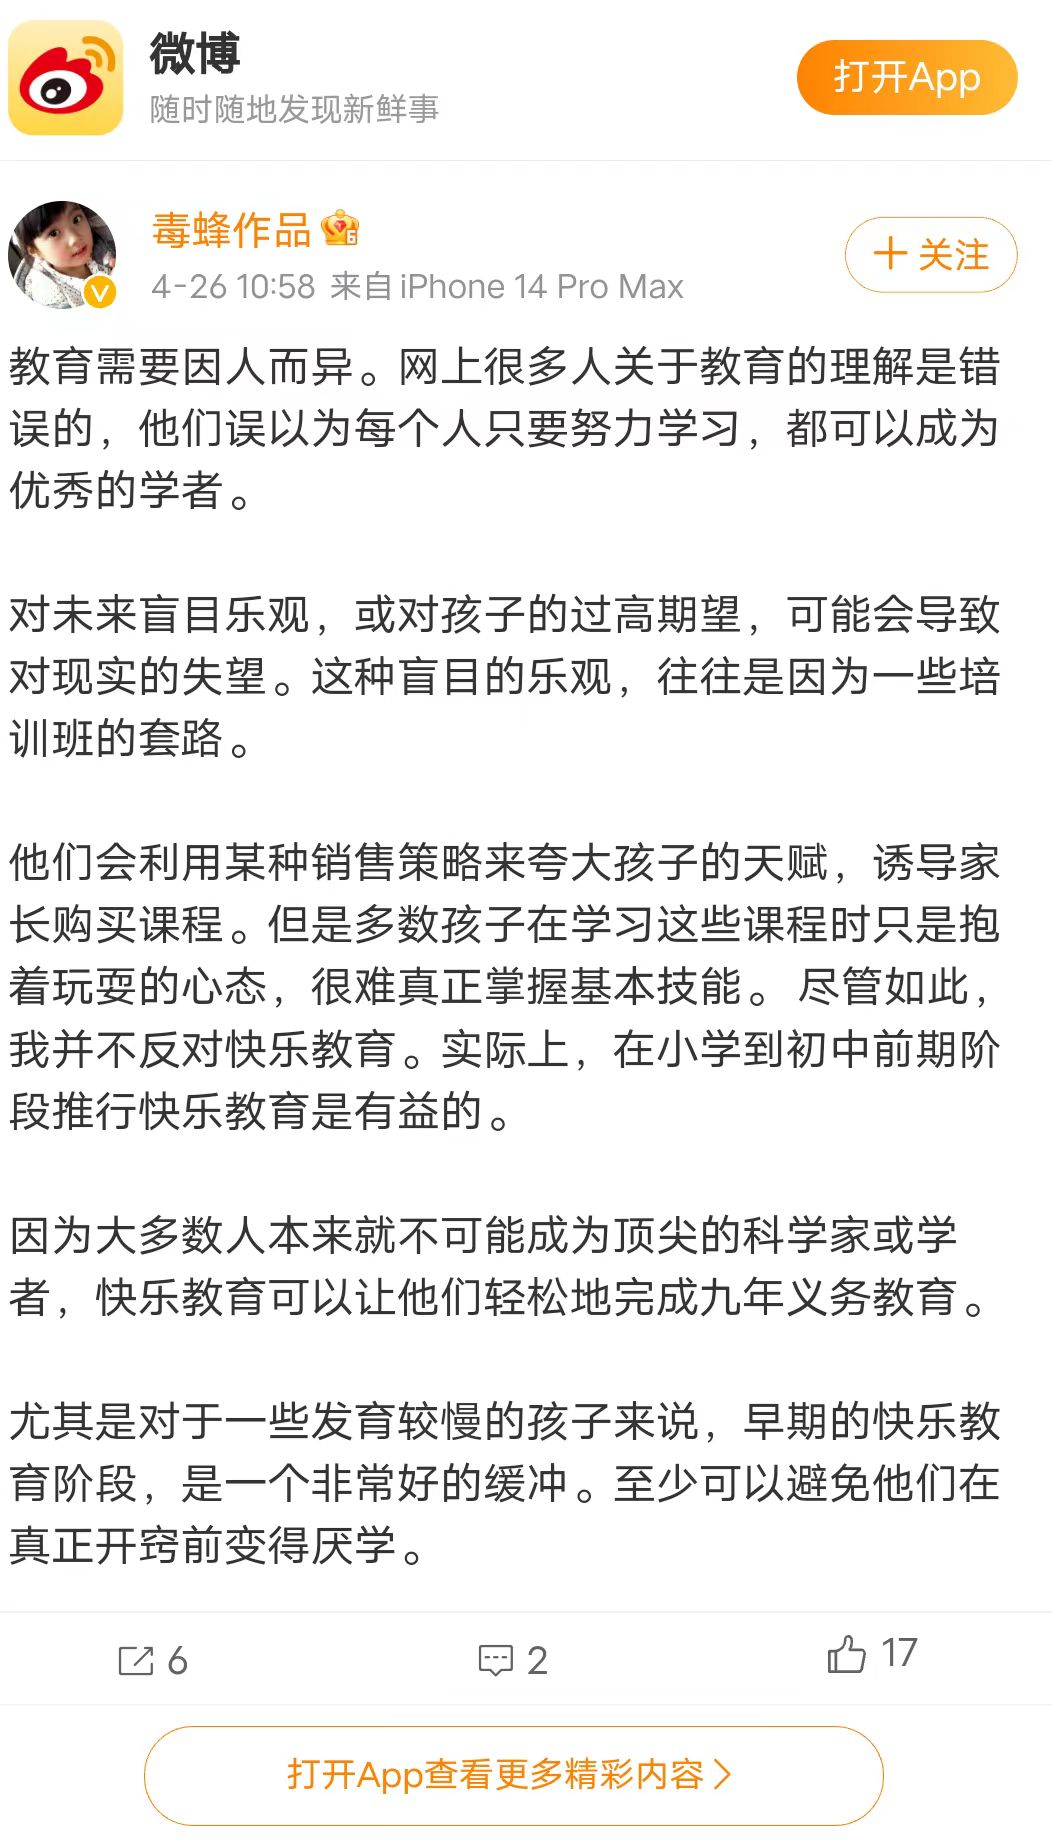 微博
随时随地发现新鲜事
打开App
毒蜂作品
4-26 10:58 来自 iPhone 14 Pro Max
关注
教育需要因人而异。网上很多人关于教育的理解是错
误的，他们误以为每个人只要努力学习，都可以成为
优秀的学者。
对未来盲目乐观，或对孩子的过高期望，可能会导致
对现实的失望。这种盲目的乐观，往往是因为一些培
训班的套路。
他们会利用某种销售策略来夸大孩子的天赋，诱导家
长购买课程。但是多数孩子在学习这些课程时只是抱
着玩耍的心态，很难真正掌握基本技能。 尽管如此，
我并不反对快乐教育。实际上，在小学到初中前期阶
段推行快乐教育是有益的。
因为大多数人本来就不可能成为顶尖的科学家或学
者，快乐教育可以让他们轻松地完成九年义务教育。
尤其是对于一些发育较慢的孩子来说，早期的快乐教
育阶段，是一个非常好的缓冲。至少可以避免他们在
真正开窍前变得厌学。
6
2
17
打开App查看更多精彩内容